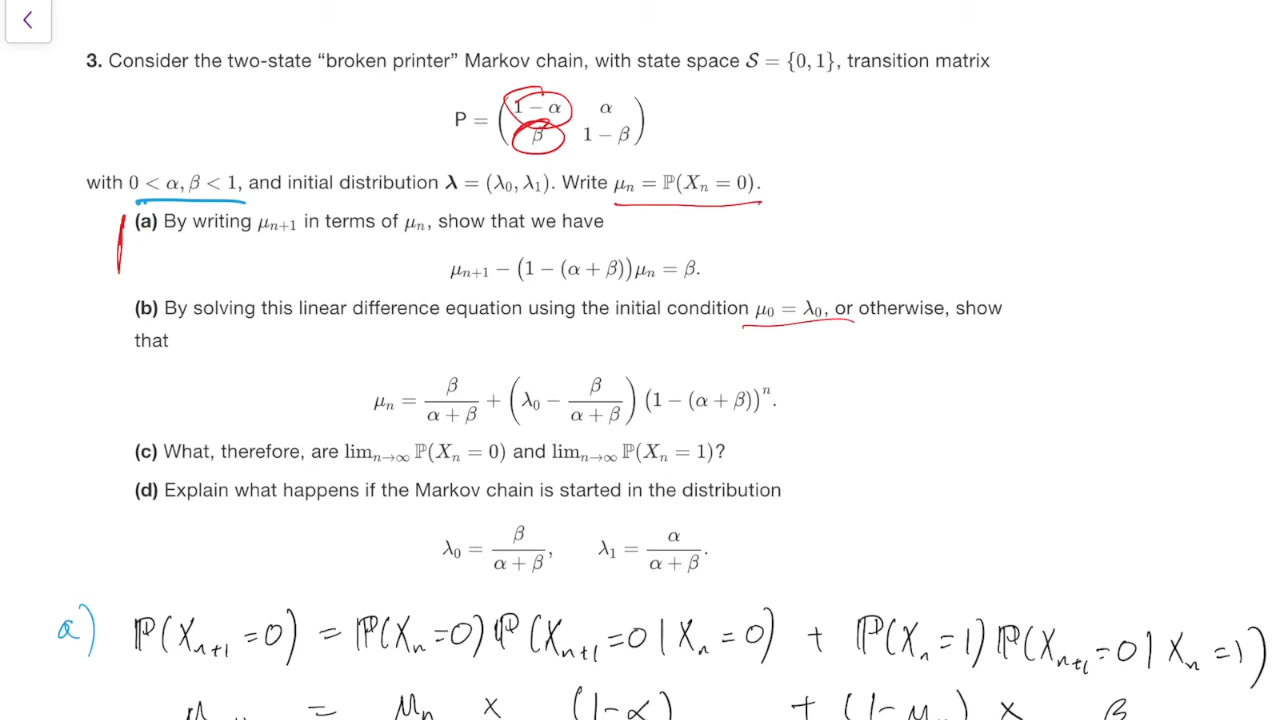 3. Consider the two-state “broken printer” Markov chain, with state space 𝒮 = {0, 1}, transition matrix
P = ( 1 − α   α
β   1 − β )
with 0 < α, β < 1, and initial distribution λ = (λ₀, λ₁). Write μₙ = ℙ(Xₙ = 0).
(a) By writing μₙ₊₁ in terms of μₙ, show that we have
μₙ₊₁ − (1 − (α + β))μₙ = β.
(b) By solving this linear difference equation using the initial condition μ₀ = λ₀, or otherwise, show
that
μₙ = β/(α + β) + (λ₀ − β/(α + β)) (1 − (α + β))ⁿ.
(c) What, therefore, are limₙ→∞ ℙ(Xₙ = 0) and limₙ→∞ ℙ(Xₙ = 1)?
(d) Explain what happens if the Markov chain is started in the distribution
λ₀ = β/(α + β),   λ₁ = α/(α + β).
a) ℙ(Xₙ₊₁ = 0) = ℙ(Xₙ = 0) ℙ(Xₙ₊₁ = 0 | Xₙ = 0) + ℙ(Xₙ = 1) ℙ(Xₙ₊₁ = 0 | Xₙ = 1)
= μₙ × (1 − α) + (1 − μₙ) × β